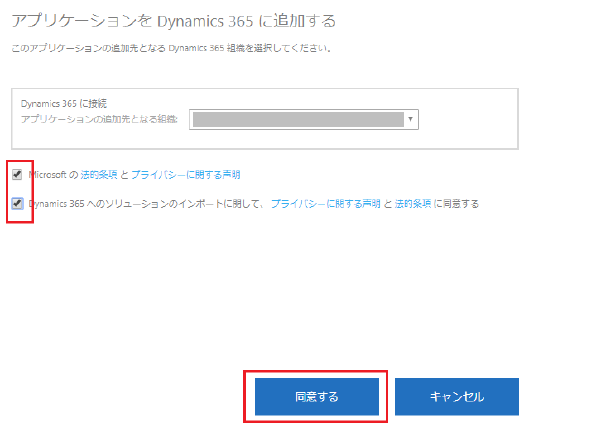 アプリケーションを Dynamics 365 に追加する
このアプリケーションの追加先となる Dynamics 365 組織を選択してください。
Dynamics 365 に接続
アプリケーションの追加先となる組織:
Microsoft の 法的条項 と プライバシーに関する声明
Dynamics 365 へのソリューションのインポートに関して、 プライバシーに関する声明 と 法的条項 に同意する
同意する
キャンセル